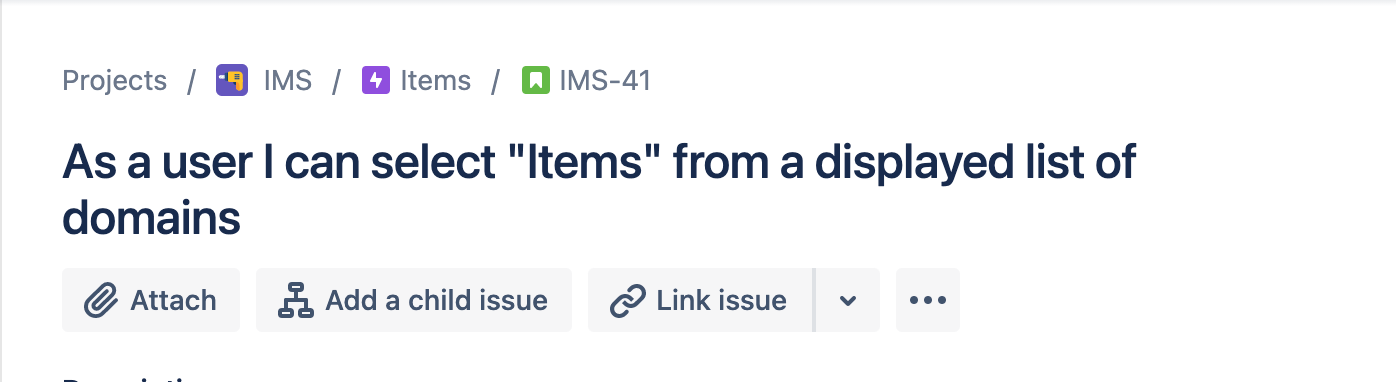 Projects / IMS / Items / IMS-41
As a user I can select "Items" from a displayed list of
domains
Attach Add a child issue Link issue